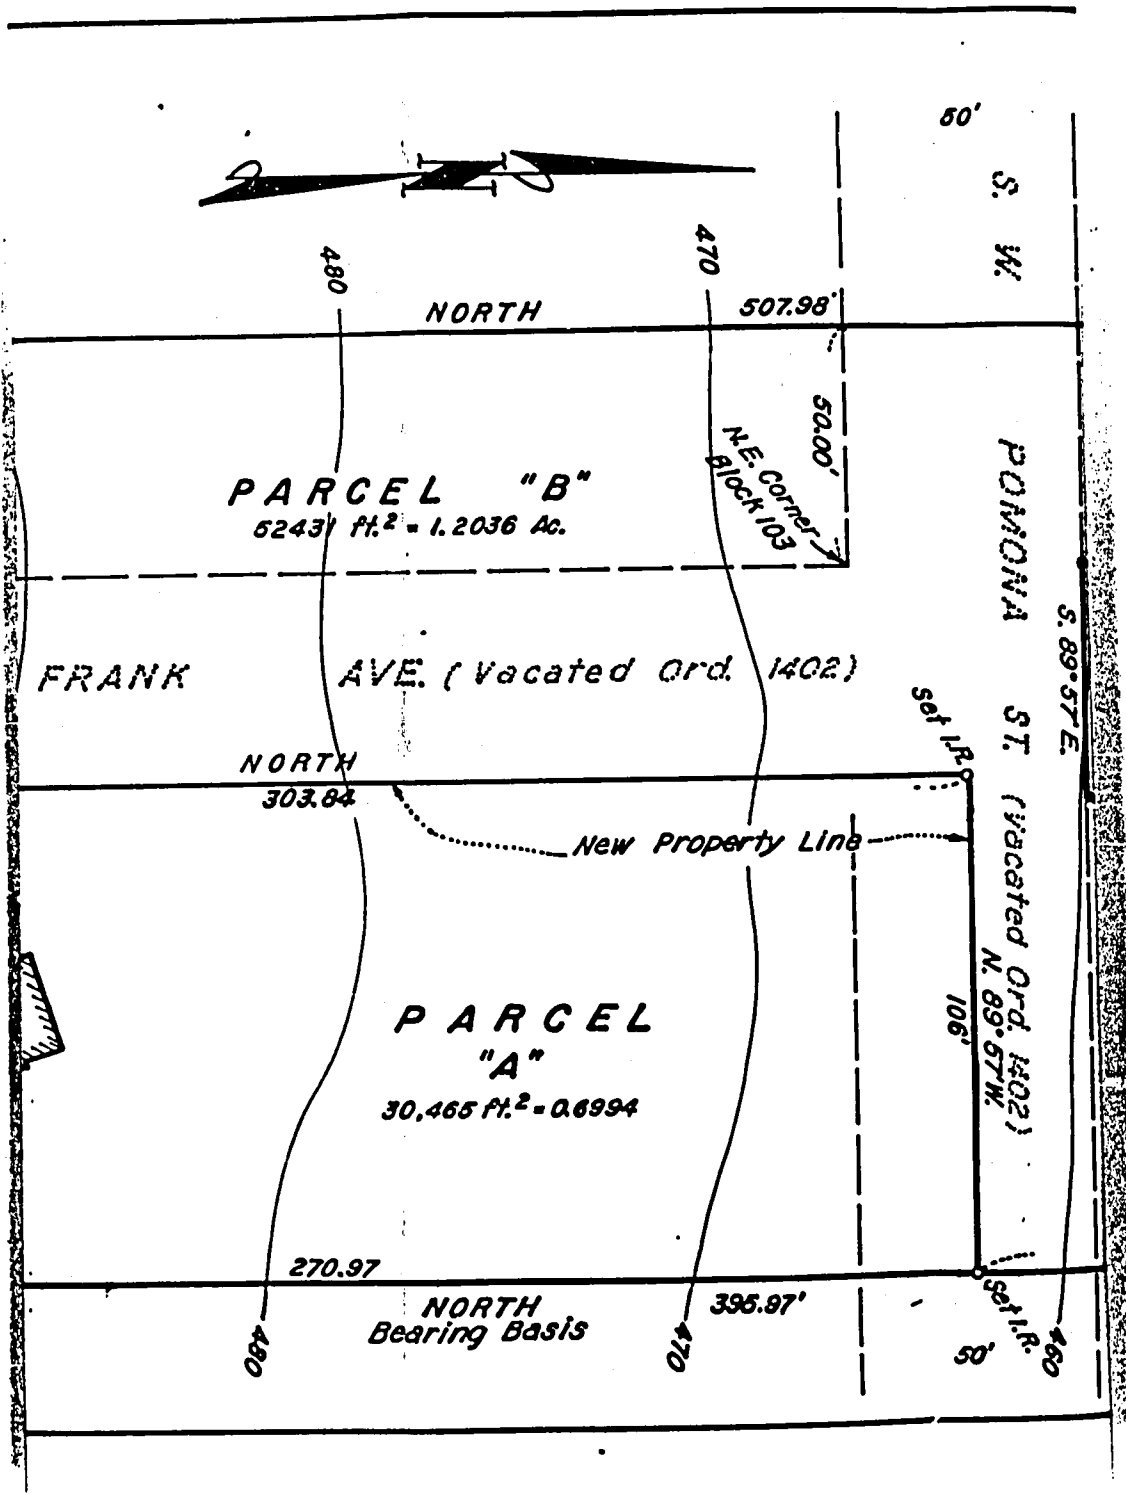 50'
S. W. POMONA ST. (Vacated Ord. 1402)
480
470
NORTH
507.98'
50.00'
N.E. Corner
Block 103
PARCEL "B"
52431 ft.² = 1.2036 Ac.
S. 89°57' E.
FRANK AVE. (Vacated Ord. 1402)
Set I.R.
NORTH
303.84
New Property Line
N. 89°57' W.
106'
PARCEL
"A"
30,465 ft.² = 0.6994
270.97
NORTH
Bearing Basis
395.97'
Set I.R.
50'
480
470
460